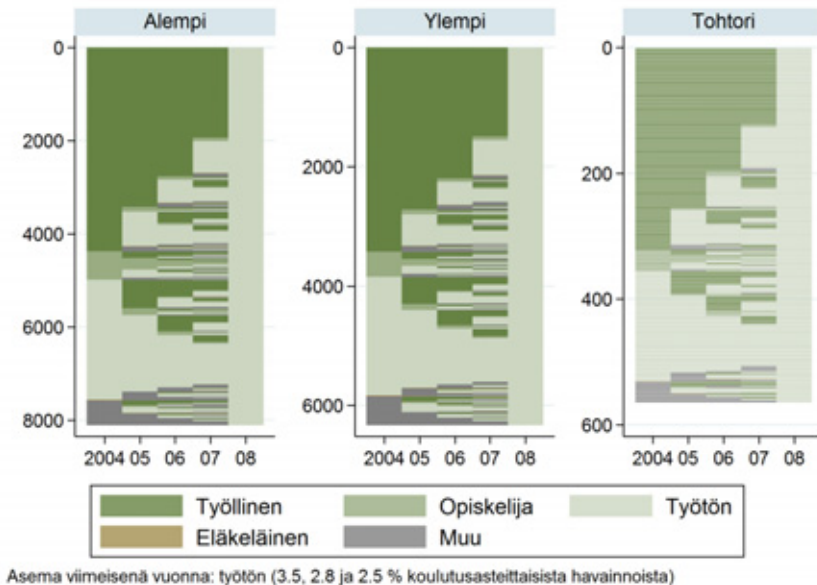 Alempi Ylempi Tohtori
0 0 0
2000 2000 200
4000 4000 400
6000 6000 600
8000
2004 05 06 07 08 2004 05 06 07 08 2004 05 06 07 08
Työllinen Opiskelija Työtön
Eläkeläinen Muu
Asema viimeisenä vuonna: työtön (3.5, 2.8 ja 2.5 % koulutusasteittaisista havainnoista)